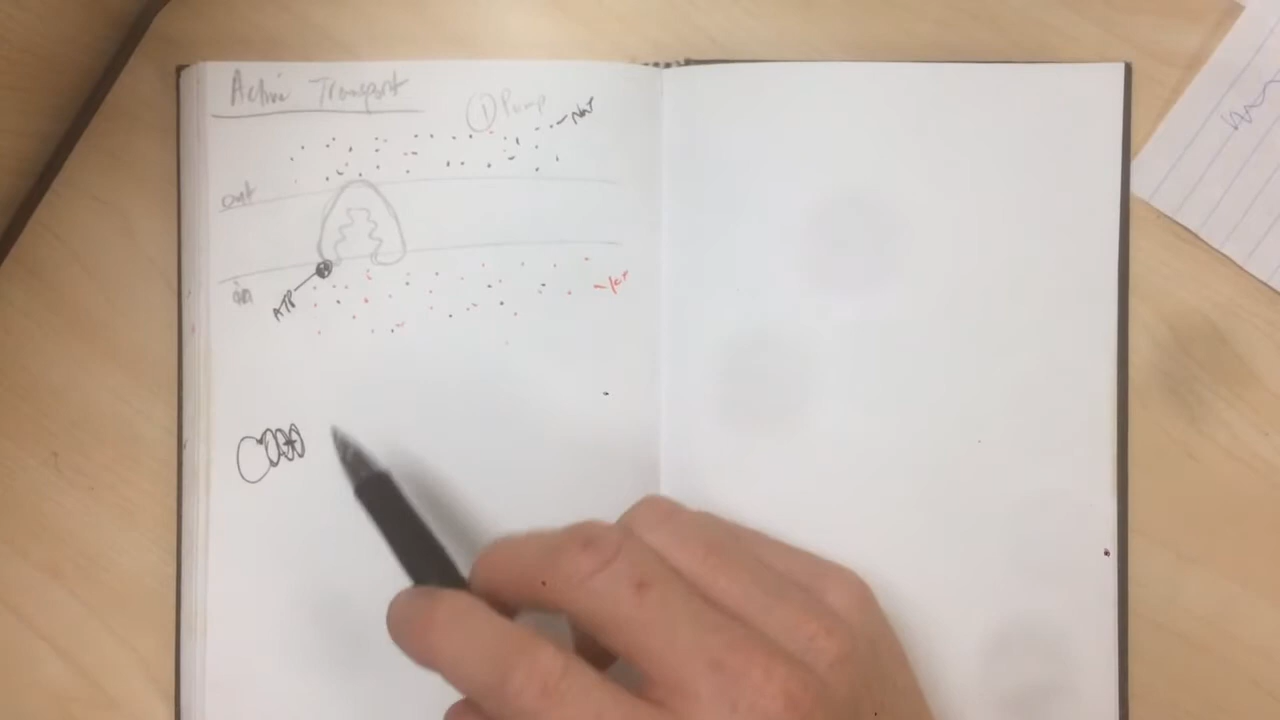 Active Transport
① Pump
Na+
out
in
ATP
K+